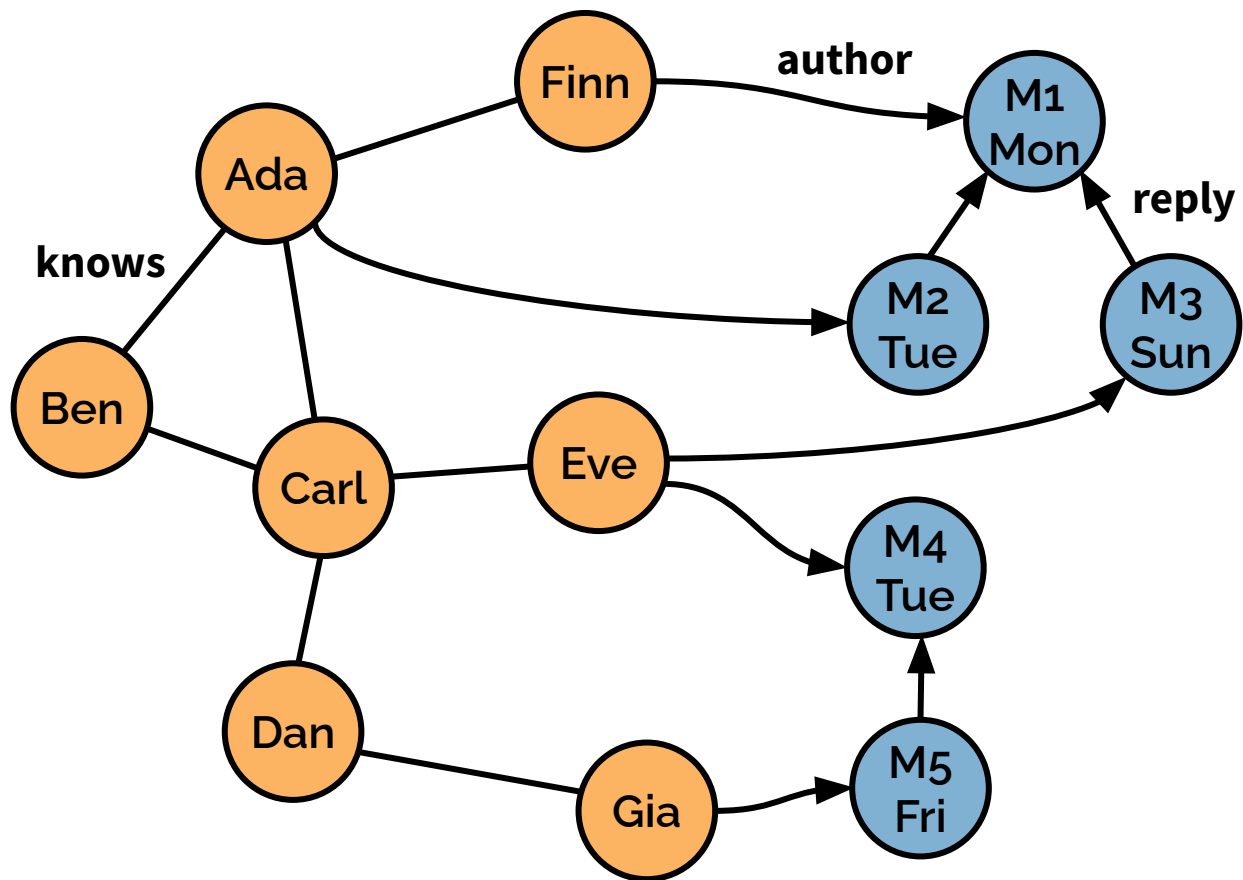 Finn
author
M1
Mon
Ada
reply
knows
M2
Tue
M3
Sun
Ben
Carl
Eve
M4
Tue
Dan
M5
Fri
Gia